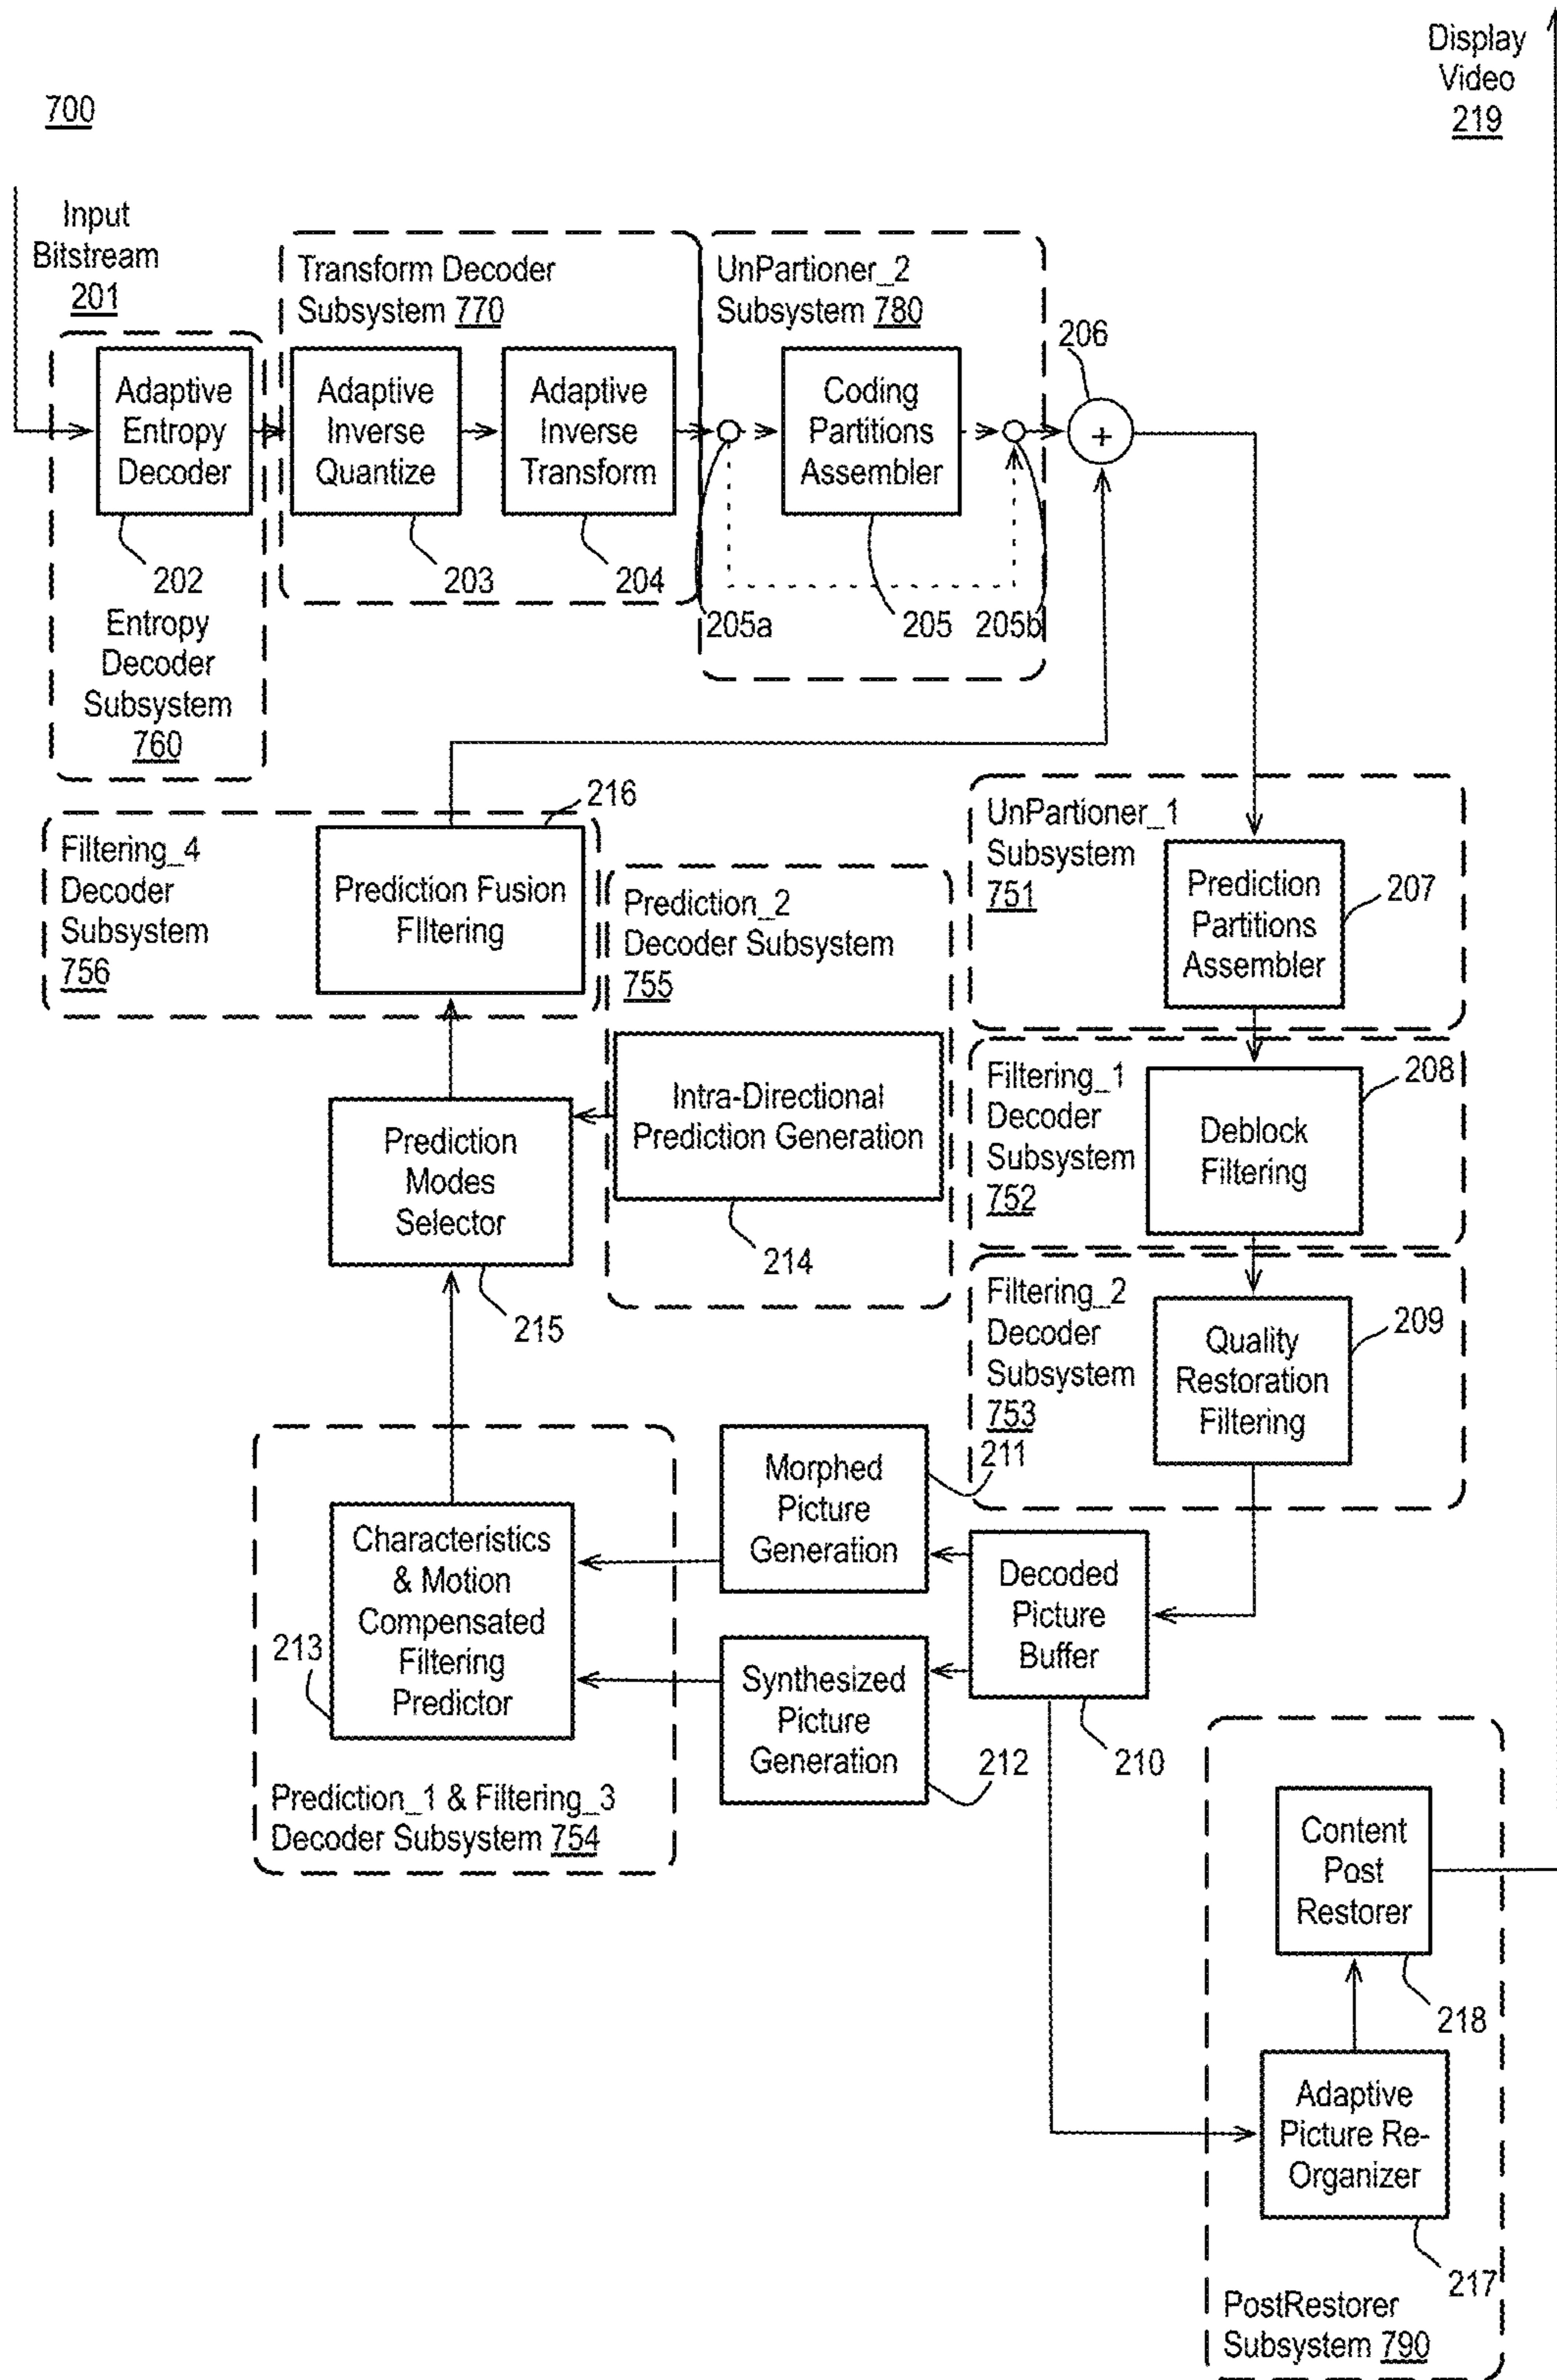 Display
Video
219
700
Input
Bitstream
201
Transform Decoder
Subsystem 770
UnPartioner_2
Subsystem 780
206
Adaptive
Entropy
Decoder
Adaptive
Inverse
Quantize
Adaptive
Inverse
Transform
Coding
Partitions
Assembler
+
202
203
204
205a
205
205b
Entropy
Decoder
Subsystem
760
216
Filtering_4
Decoder
Subsystem
756
Prediction Fusion
FIltering
Prediction_2
Decoder Subsystem
755
UnPartioner_1
Subsystem
751
Prediction
Partitions
Assembler
207
Intra-Directional
Prediction Generation
214
Prediction
Modes
Selector
215
Filtering_1
Decoder
Subsystem
752
Deblock
Filtering
208
Filtering_2
Decoder
Subsystem
753
Quality
Restoration
Filtering
209
Morphed
Picture
Generation
211
Characteristics
& Motion
Compensated
Filtering
Predictor
213
Decoded
Picture
Buffer
210
Synthesized
Picture
Generation
212
Prediction_1 & Filtering_3
Decoder Subsystem 754
Content
Post
Restorer
218
Adaptive
Picture Re-
Organizer
217
PostRestorer
Subsystem 790